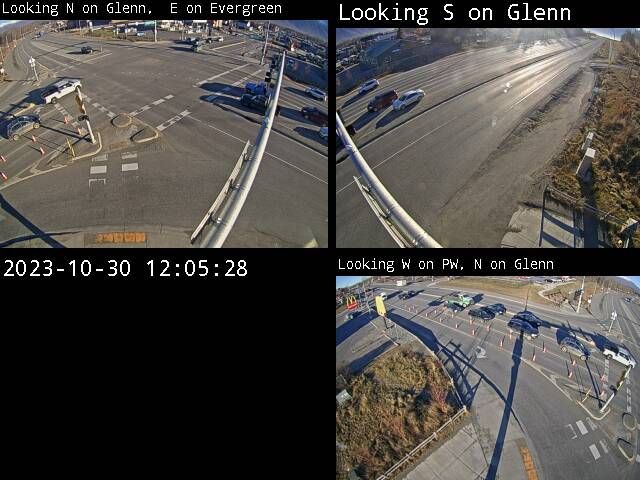 Looking N on Glenn,  E on Evergreen
Looking S on Glenn
2023-10-30 12:05:28
Looking W on PW, N on Glenn